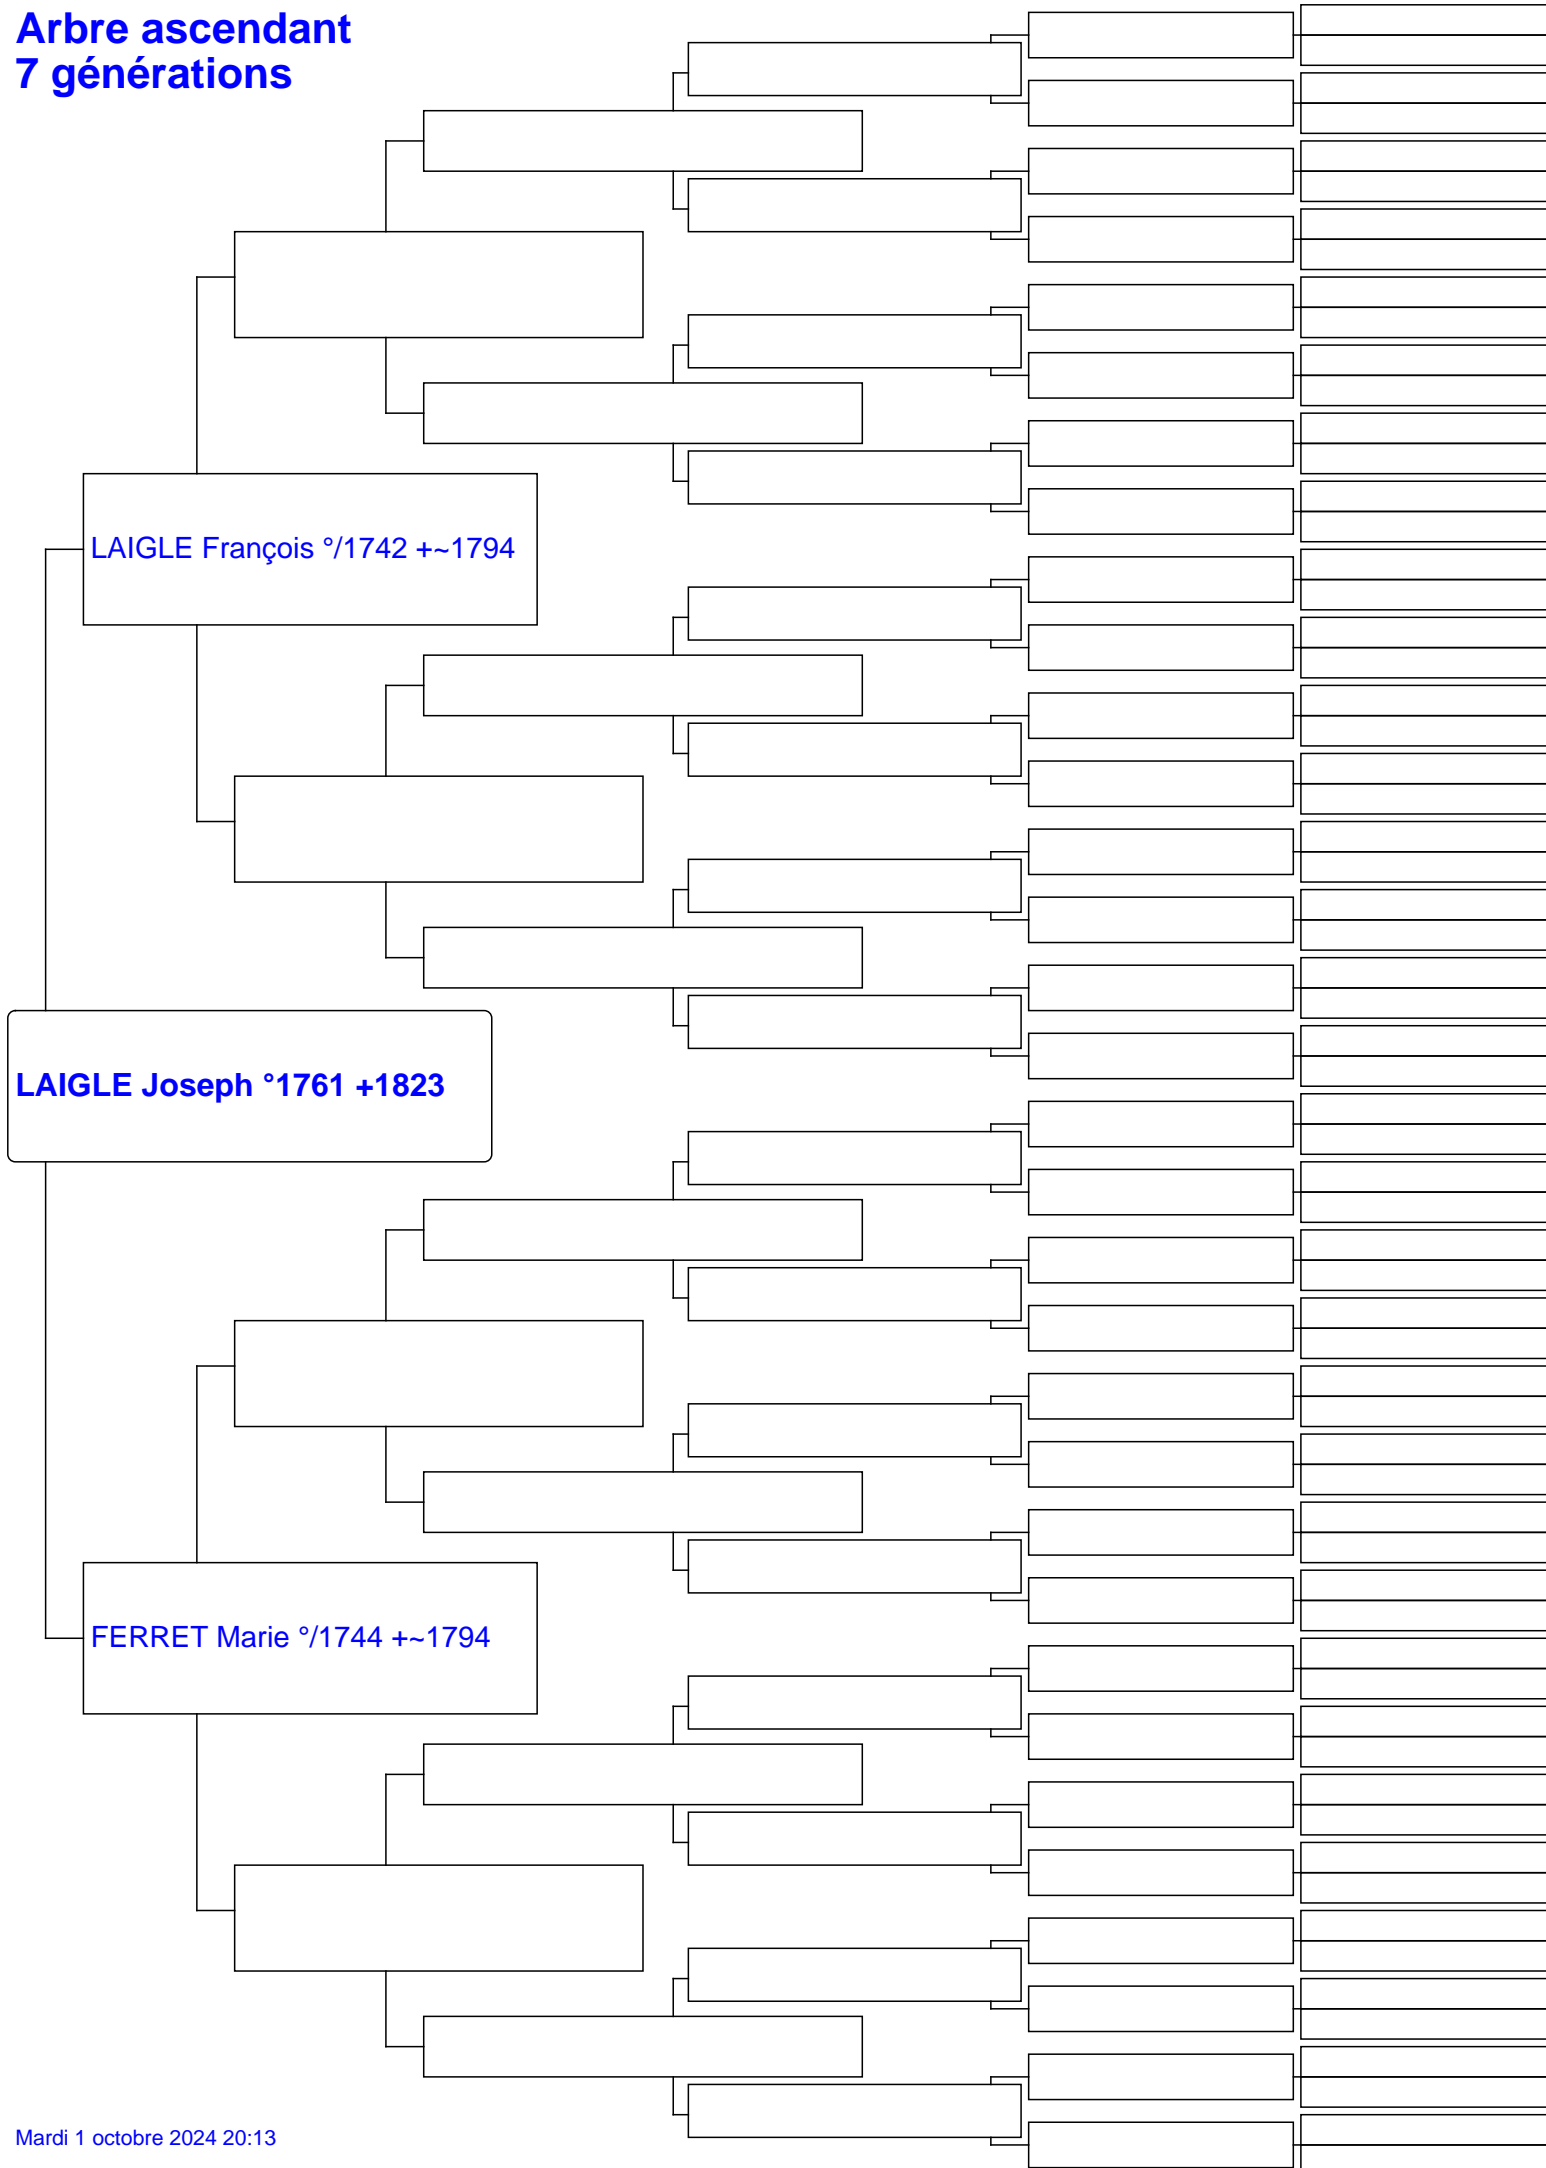 Arbre ascendant
7 générations
LAIGLE François °/1742 +~1794
LAIGLE Joseph °1761 +1823
FERRET Marie °/1744 +~1794
Mardi 1 octobre 2024 20:13